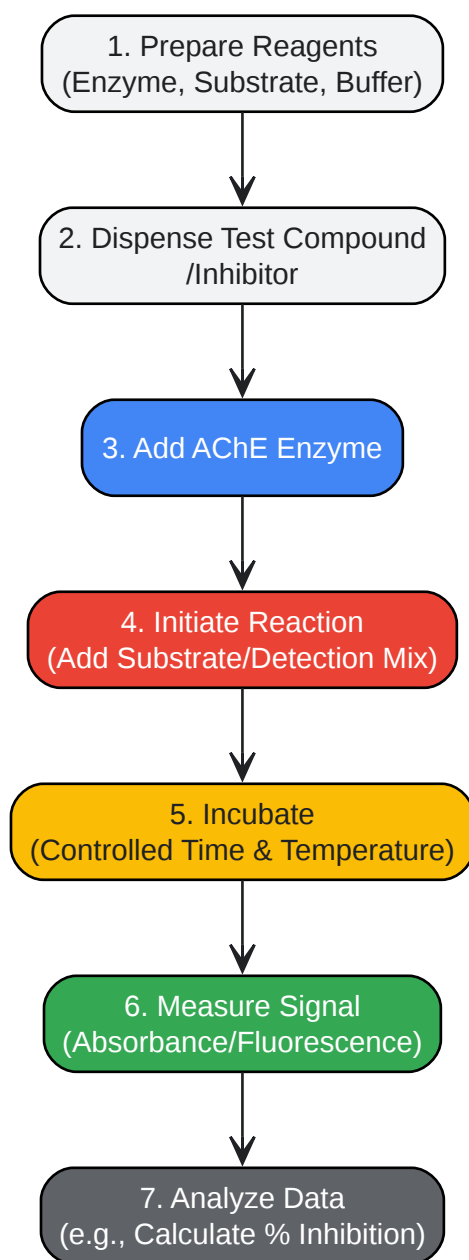 1. Prepare Reagents
(Enzyme, Substrate, Buffer)
2. Dispense Test Compound
/Inhibitor
3. Add AChE Enzyme
4. Initiate Reaction
(Add Substrate/Detection Mix)
5. Incubate
(Controlled Time & Temperature)
6. Measure Signal
(Absorbance/Fluorescence)
7. Analyze Data
(e.g., Calculate % Inhibition)